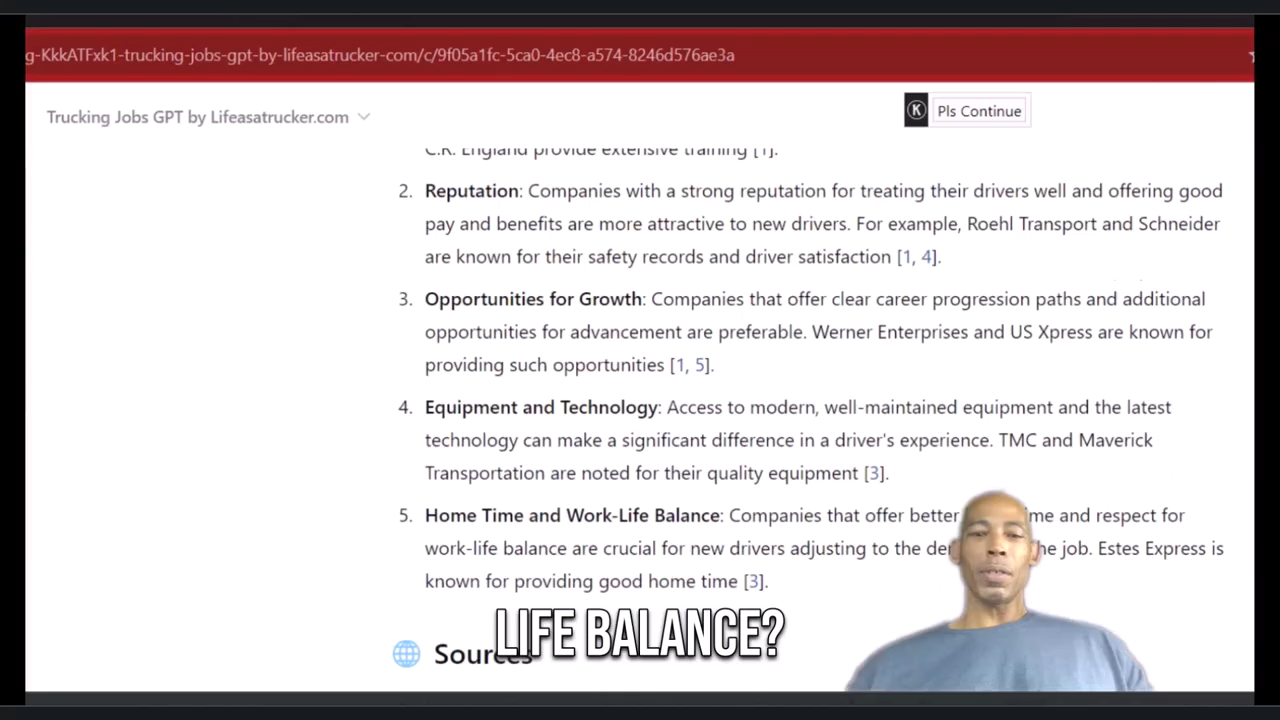 g-KkkATFxk1-trucking-jobs-gpt-by-lifeasatrucker-com/c/9f05a1fc-5ca0-4ec8-a574-8246d576ae3a
Trucking Jobs GPT by Lifeasatrucker.com
K Pls Continue
C.R. England provide extensive training [1].
2. Reputation: Companies with a strong reputation for treating their drivers well and offering good
pay and benefits are more attractive to new drivers. For example, Roehl Transport and Schneider
are known for their safety records and driver satisfaction [1, 4].
3. Opportunities for Growth: Companies that offer clear career progression paths and additional
opportunities for advancement are preferable. Werner Enterprises and US Xpress are known for
providing such opportunities [1, 5].
4. Equipment and Technology: Access to modern, well-maintained equipment and the latest
technology can make a significant difference in a driver's experience. TMC and Maverick
Transportation are noted for their quality equipment [3].
5. Home Time and Work-Life Balance: Companies that offer better me and respect for
work-life balance are crucial for new drivers adjusting to the de he job. Estes Express is
known for providing good home time [3].
LIFE BALANCE?
Sources